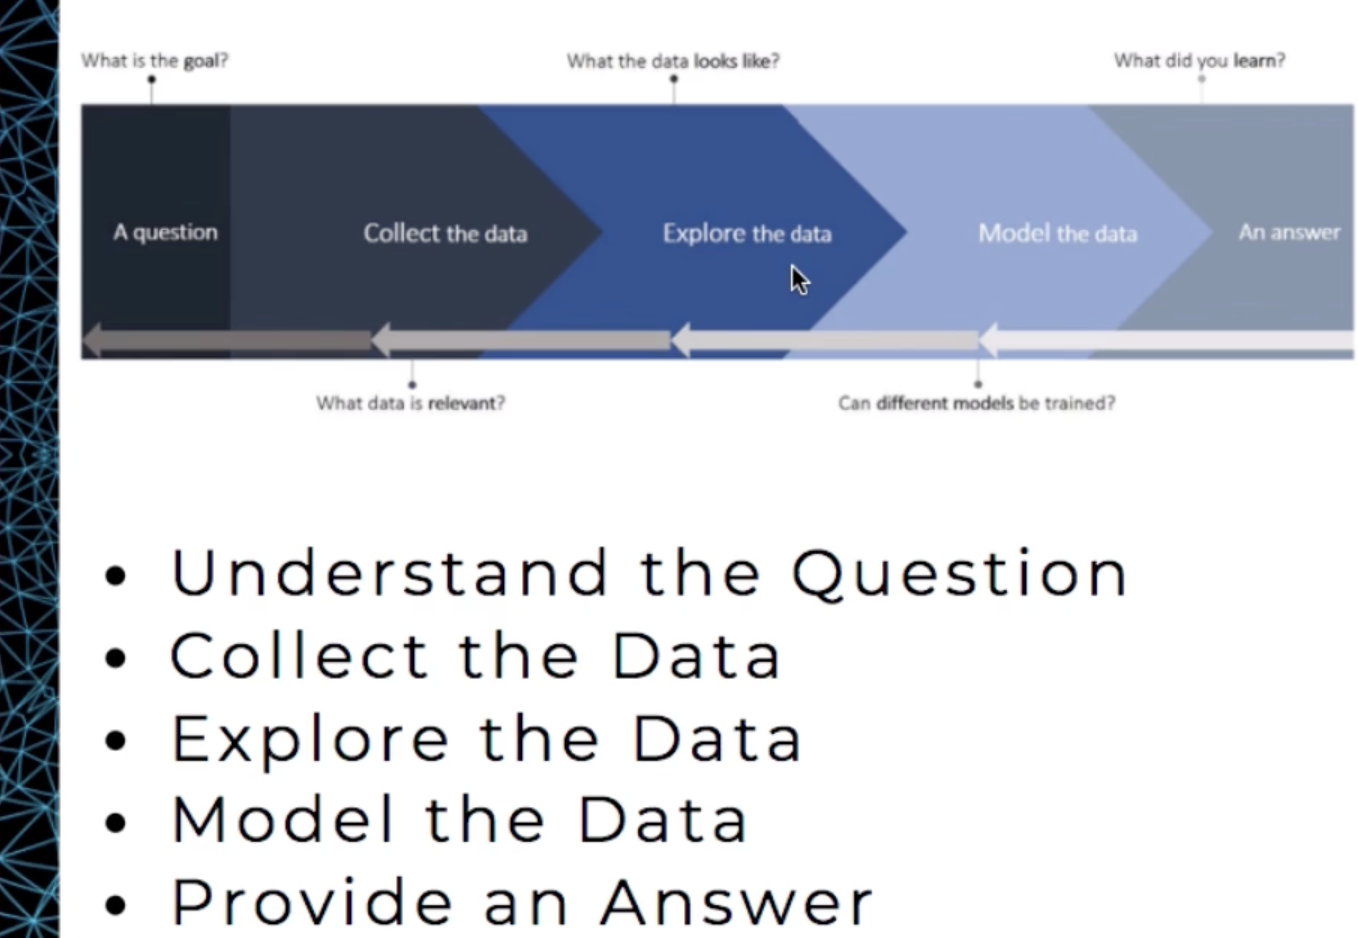 What is the goal?
What the data looks like?
What did you learn?
A question
Collect the data
Explore the data
Model the data
An answer
What data is relevant?
Can different models be trained?
• Understand the Question
• Collect the Data
• Explore the Data
• Model the Data
• Provide an Answer